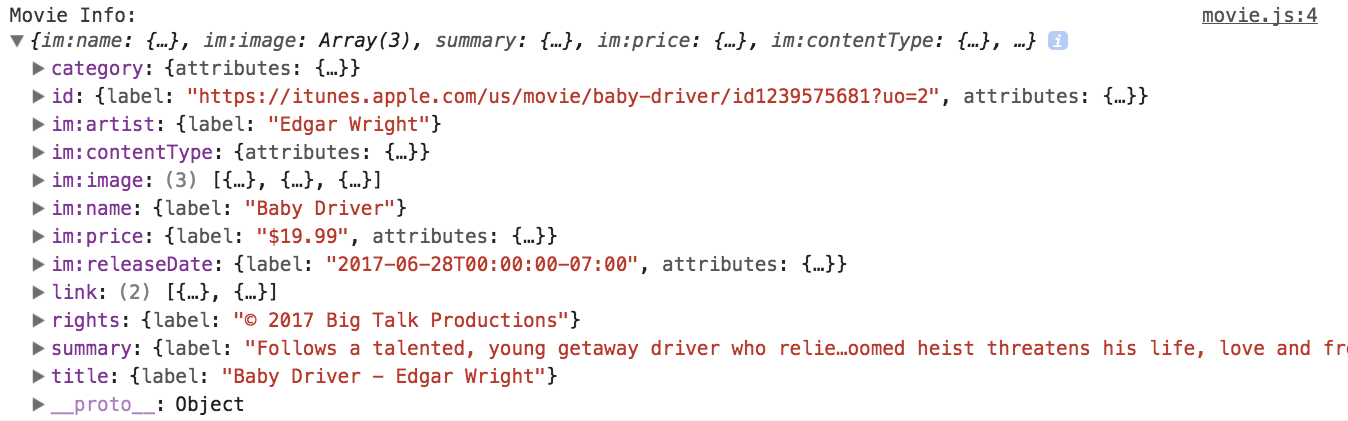 Movie Info: movie.js:4
▼{im:name: {…}, im:image: Array(3), summary: {…}, im:price: {…}, im:contentType: {…}, …} i
▶category: {attributes: {…}}
▶id: {label: "https://itunes.apple.com/us/movie/baby-driver/id1239575681?uo=2", attributes: {…}}
▶im:artist: {label: "Edgar Wright"}
▶im:contentType: {attributes: {…}}
▶im:image: (3) [{…}, {…}, {…}]
▶im:name: {label: "Baby Driver"}
▶im:price: {label: "$19.99", attributes: {…}}
▶im:releaseDate: {label: "2017-06-28T00:00:00-07:00", attributes: {…}}
▶link: (2) [{…}, {…}]
▶rights: {label: "© 2017 Big Talk Productions"}
▶summary: {label: "Follows a talented, young getaway driver who relie…oomed heist threatens his life, love and fre
▶title: {label: "Baby Driver - Edgar Wright"}
▶__proto__: Object